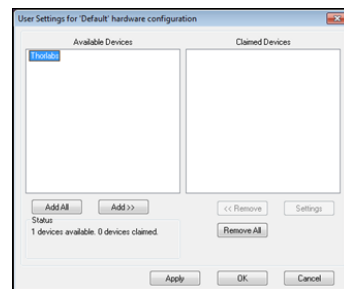 User Settings for 'Default' hardware configuration
Available Devices
Claimed Devices
Thorlabs
Add All
Add >>
<< Remove
Settings
Status
1 devices available. 0 devices claimed.
Remove All
Apply
OK
Cancel